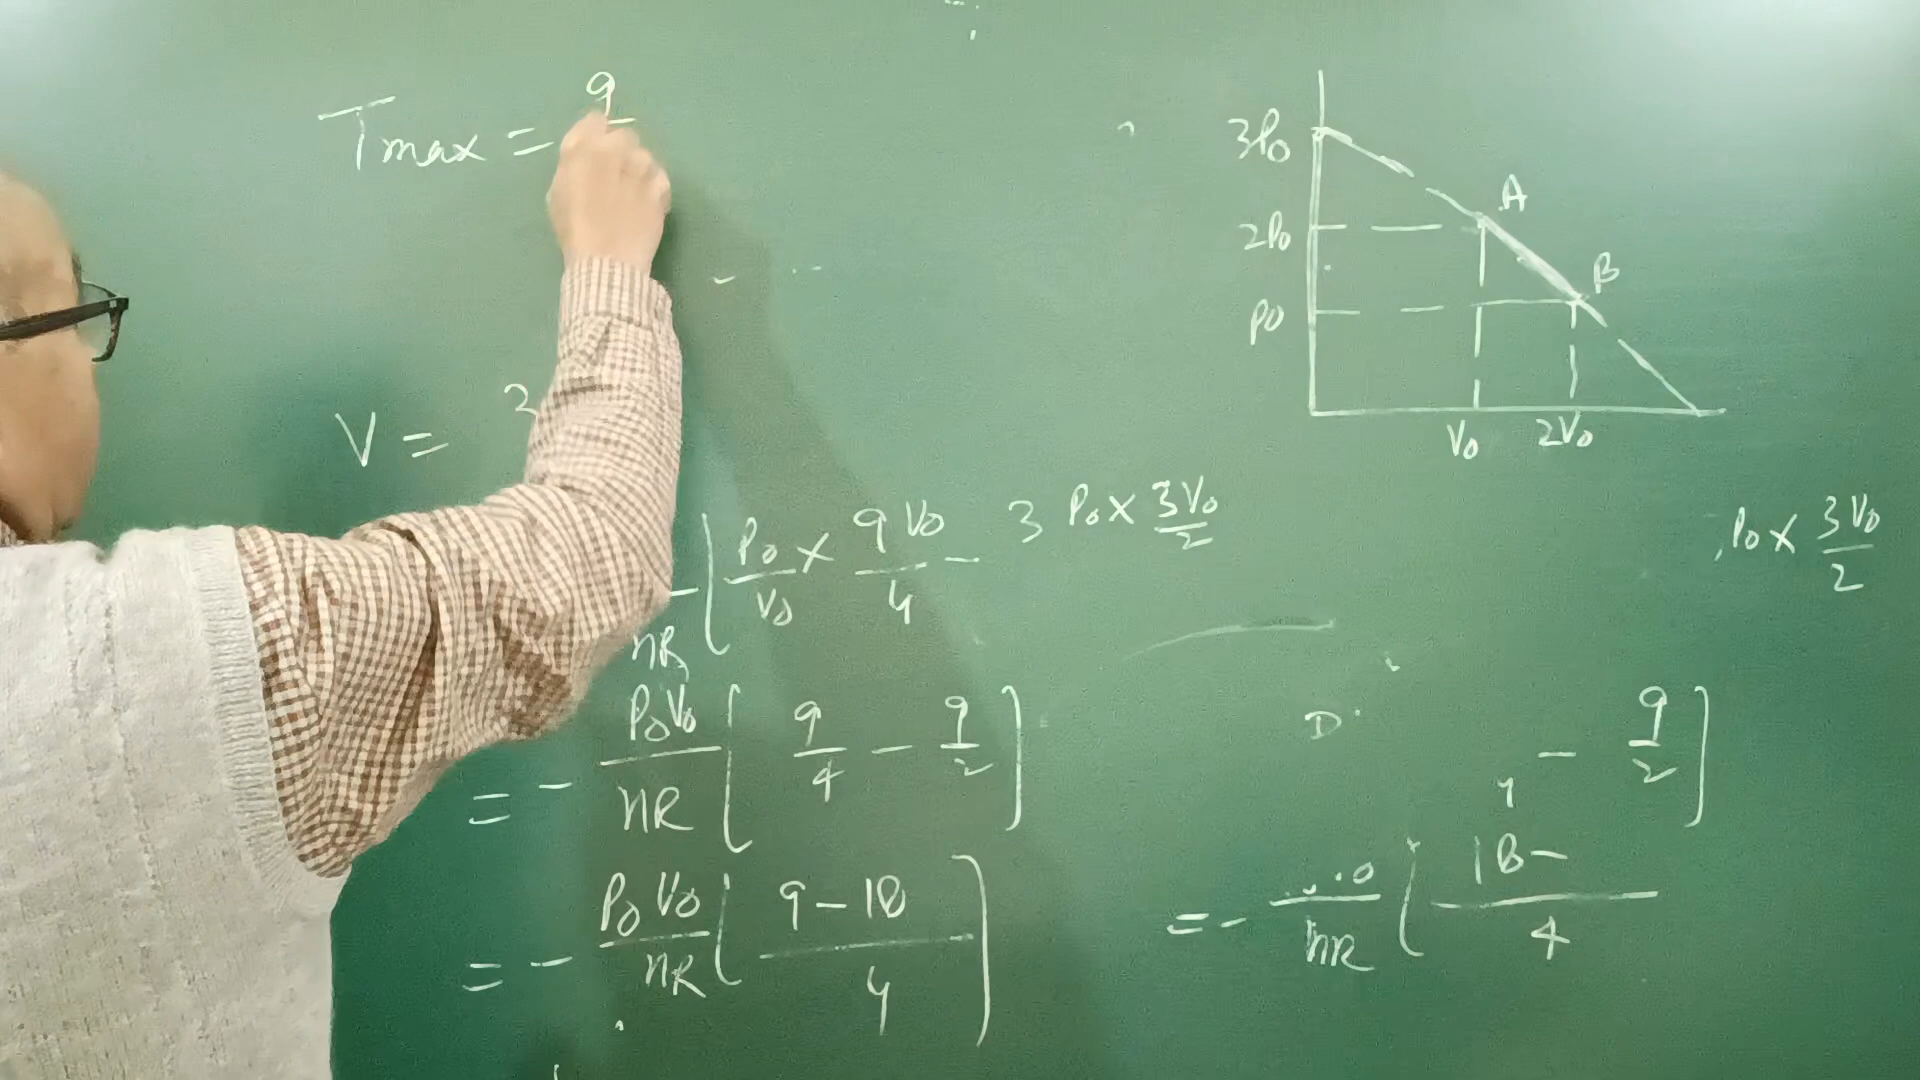 Tmax = 9
3P0
A
2P0
B
P0
V0 2V0
V = 3
nR [ P0/V0 × 9V0/4 - 3 P0 × 3V0/2
P0 × 3V0/2
= - P0V0/nR [ 9/4 - 9/2 ]
- 9/2 ]
= - P0V0/nR [ 9-18/4 ]
= - /nR [ 18-/4